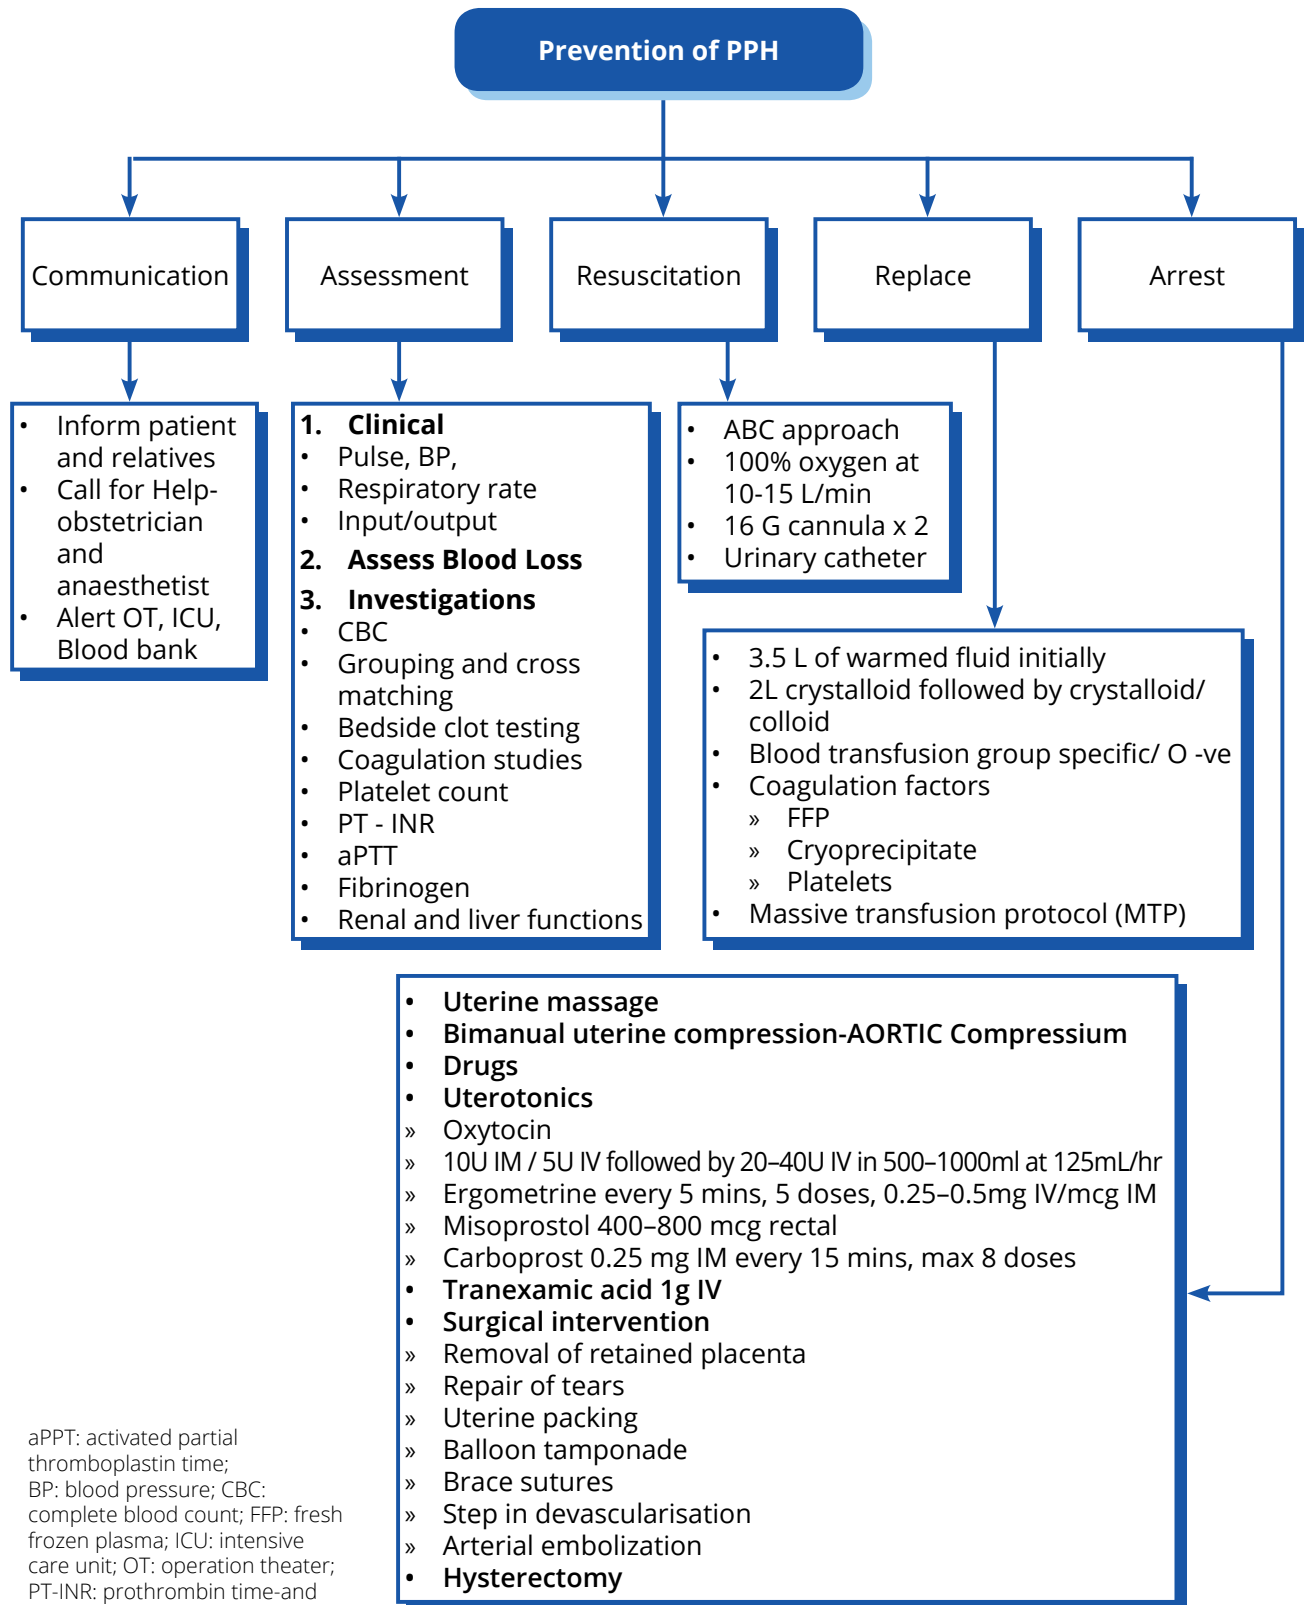 Prevention of PPH
Communication
Assessment
Resuscitation
Replace
Arrest
• Inform patient
and relatives
• Call for Help-
obstetrician
and
anaesthetist
• Alert OT, ICU,
Blood bank
1. Clinical
• Pulse, BP,
• Respiratory rate
• Input/output
2. Assess Blood Loss
3. Investigations
• CBC
• Grouping and cross
matching
• Bedside clot testing
• Coagulation studies
• Platelet count
• PT - INR
• aPTT
• Fibrinogen
• Renal and liver functions
• ABC approach
• 100% oxygen at
10-15 L/min
• 16 G cannula x 2
• Urinary catheter
• 3.5 L of warmed fluid initially
• 2L crystalloid followed by crystalloid/
colloid
• Blood transfusion group specific/ O -ve
• Coagulation factors
» FFP
» Cryoprecipitate
» Platelets
• Massive transfusion protocol (MTP)
• Uterine massage
• Bimanual uterine compression-AORTIC Compressium
• Drugs
• Uterotonics
» Oxytocin
» 10U IM / 5U IV followed by 20–40U IV in 500–1000ml at 125mL/hr
» Ergometrine every 5 mins, 5 doses, 0.25–0.5mg IV/mcg IM
» Misoprostol 400–800 mcg rectal
» Carboprost 0.25 mg IM every 15 mins, max 8 doses
• Tranexamic acid 1g IV
• Surgical intervention
» Removal of retained placenta
» Repair of tears
» Uterine packing
» Balloon tamponade
» Brace sutures
» Step in devascularisation
» Arterial embolization
• Hysterectomy
aPPT: activated partial
thromboplastin time;
BP: blood pressure; CBC:
complete blood count; FFP: fresh
frozen plasma; ICU: intensive
care unit; OT: operation theater;
PT-INR: prothrombin time-and